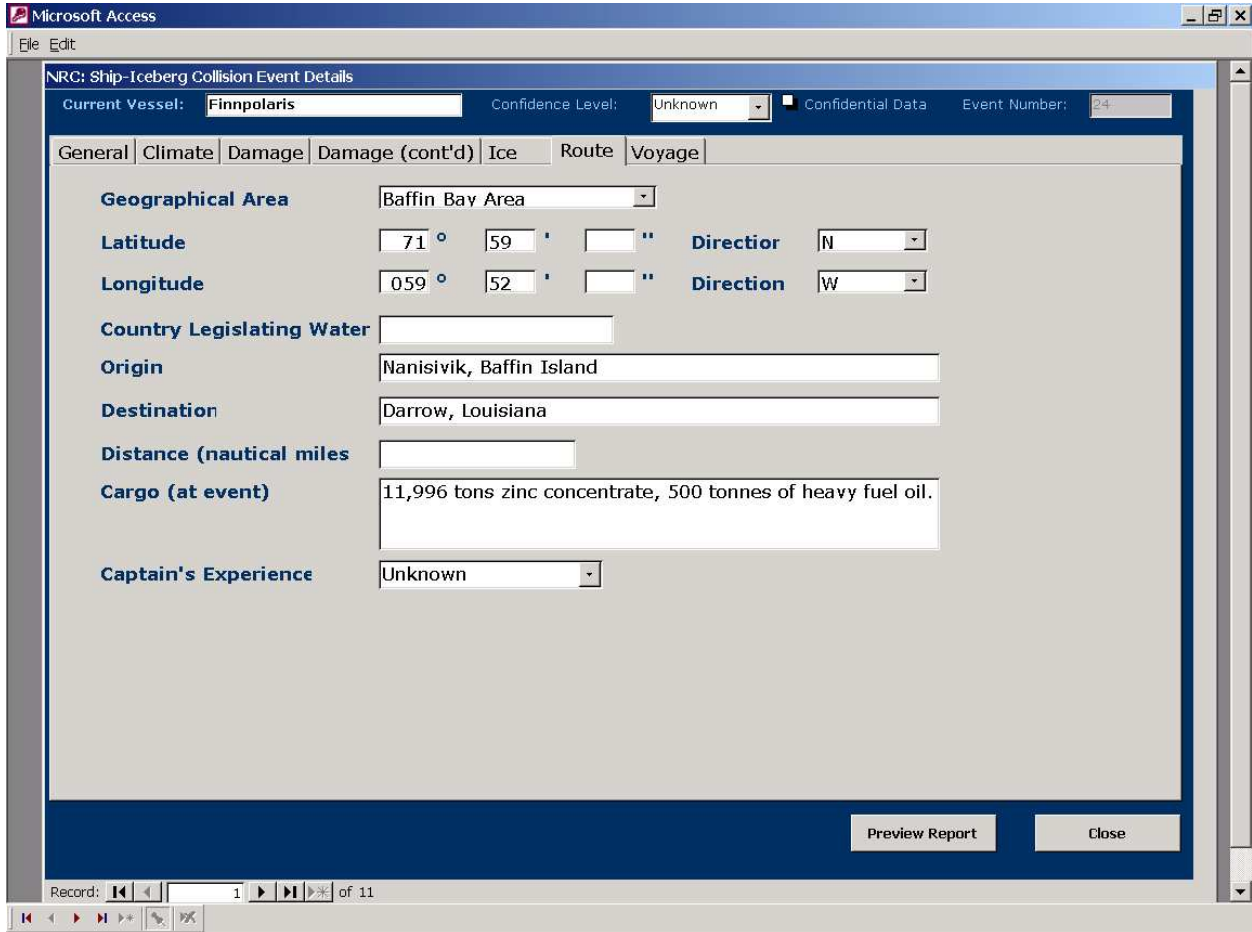 Microsoft Access
File Edit
NRC: Ship-Iceberg Collision Event Details
Current Vessel: Finnpolaris Confidence Level: Unknown Confidential Data Event Number: 24
General Climate Damage Damage (cont'd) Ice Route Voyage
Geographical Area Baffin Bay Area
Latitude 71 ° 59 ' " Directior N
Longitude 059 ° 52 ' " Direction W
Country Legislating Water
Origin Nanisivik, Baffin Island
Destination Darrow, Louisiana
Distance (nautical miles
Cargo (at event) 11,996 tons zinc concentrate, 500 tonnes of heavy fuel oil.
Captain's Experience Unknown
Preview Report Close
Record: 1 of 11